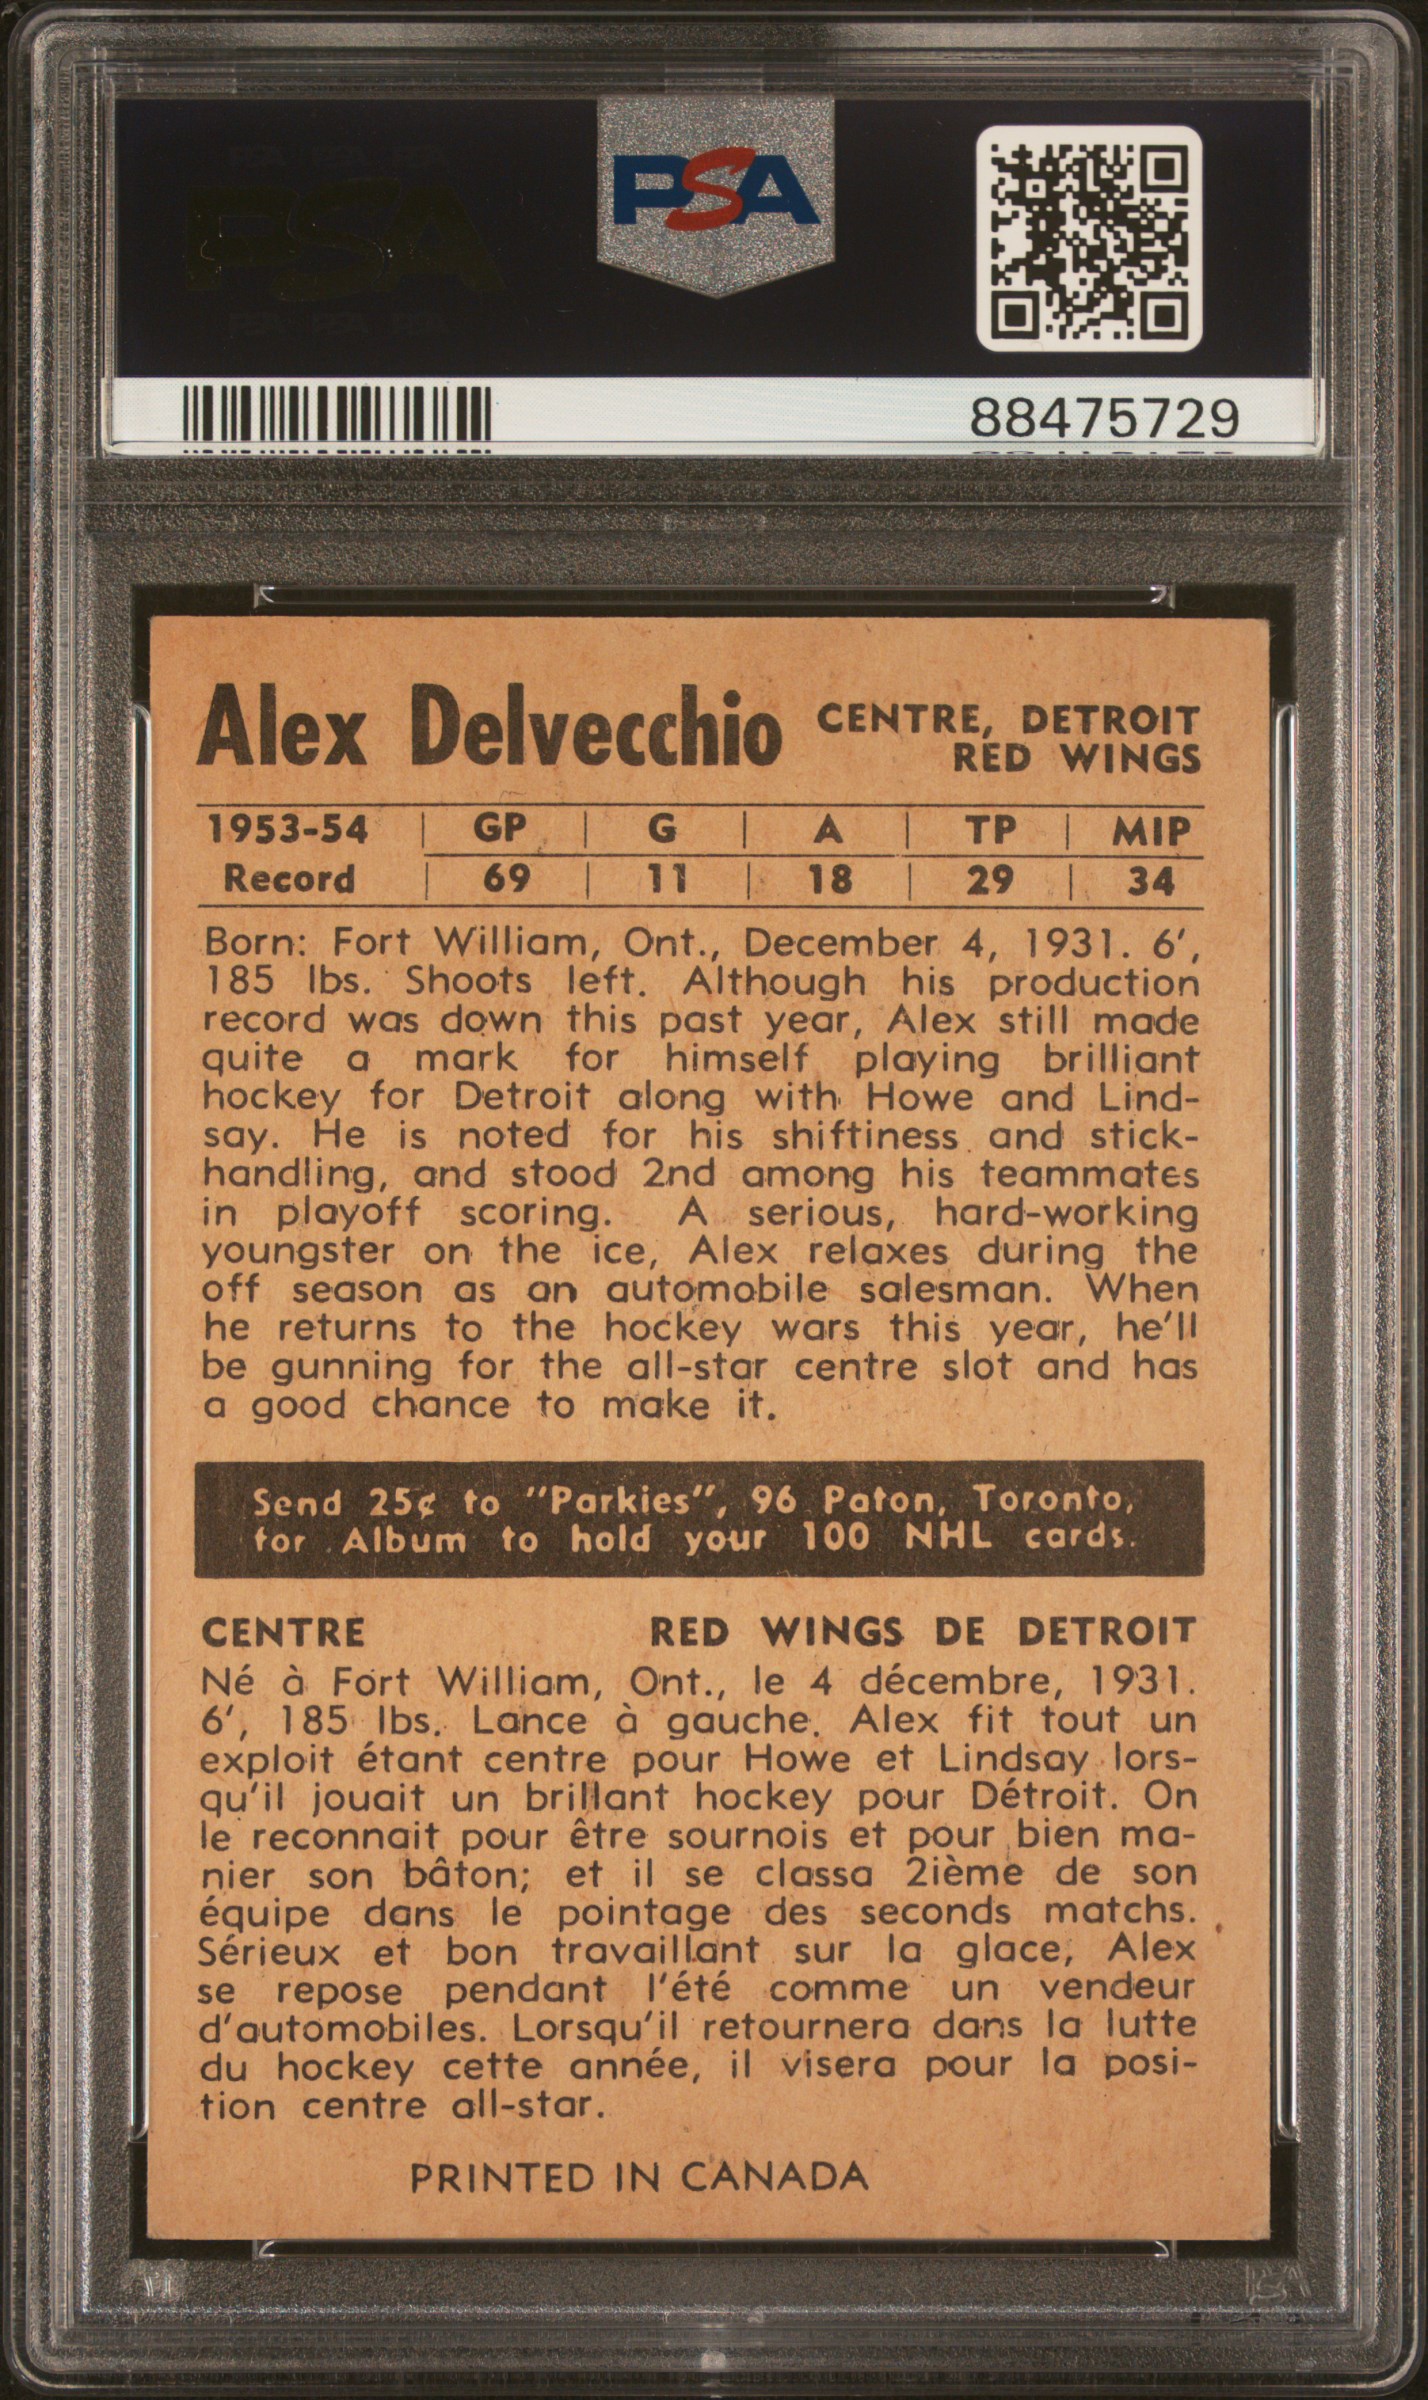 PSA
88475729
Alex Delvecchio CENTRE, DETROIT
RED WINGS
1953-54 | GP | G | A | TP | MIP
Record | 69 | 11 | 18 | 29 | 34
Born: Fort William, Ont., December 4, 1931. 6',
185 lbs. Shoots left. Although his production
record was down this past year, Alex still made
quite a mark for himself playing brilliant
hockey for Detroit along with Howe and Lind-
say. He is noted for his shiftiness and stick-
handling, and stood 2nd among his teammates
in playoff scoring. A serious, hard-working
youngster on the ice, Alex relaxes during the
off season as an automobile salesman. When
he returns to the hockey wars this year, he'll
be gunning for the all-star centre slot and has
a good chance to make it.
Send 25¢ to "Parkies", 96 Paton, Toronto,
for Album to hold your 100 NHL cards.
CENTRE RED WINGS DE DETROIT
Né à Fort William, Ont., le 4 décembre, 1931.
6', 185 lbs. Lance à gauche. Alex fit tout un
exploit étant centre pour Howe et Lindsay lors-
qu'il jouait un brillant hockey pour Détroit. On
le reconnait pour être sournois et pour bien ma-
nier son bâton; et il se classa 2ième de son
équipe dans le pointage des seconds matchs.
Sérieux et bon travaillant sur la glace, Alex
se repose pendant l'été comme un vendeur
d'automobiles. Lorsqu'il retournera dans la lutte
du hockey cette année, il visera pour la posi-
tion centre all-star.
PRINTED IN CANADA